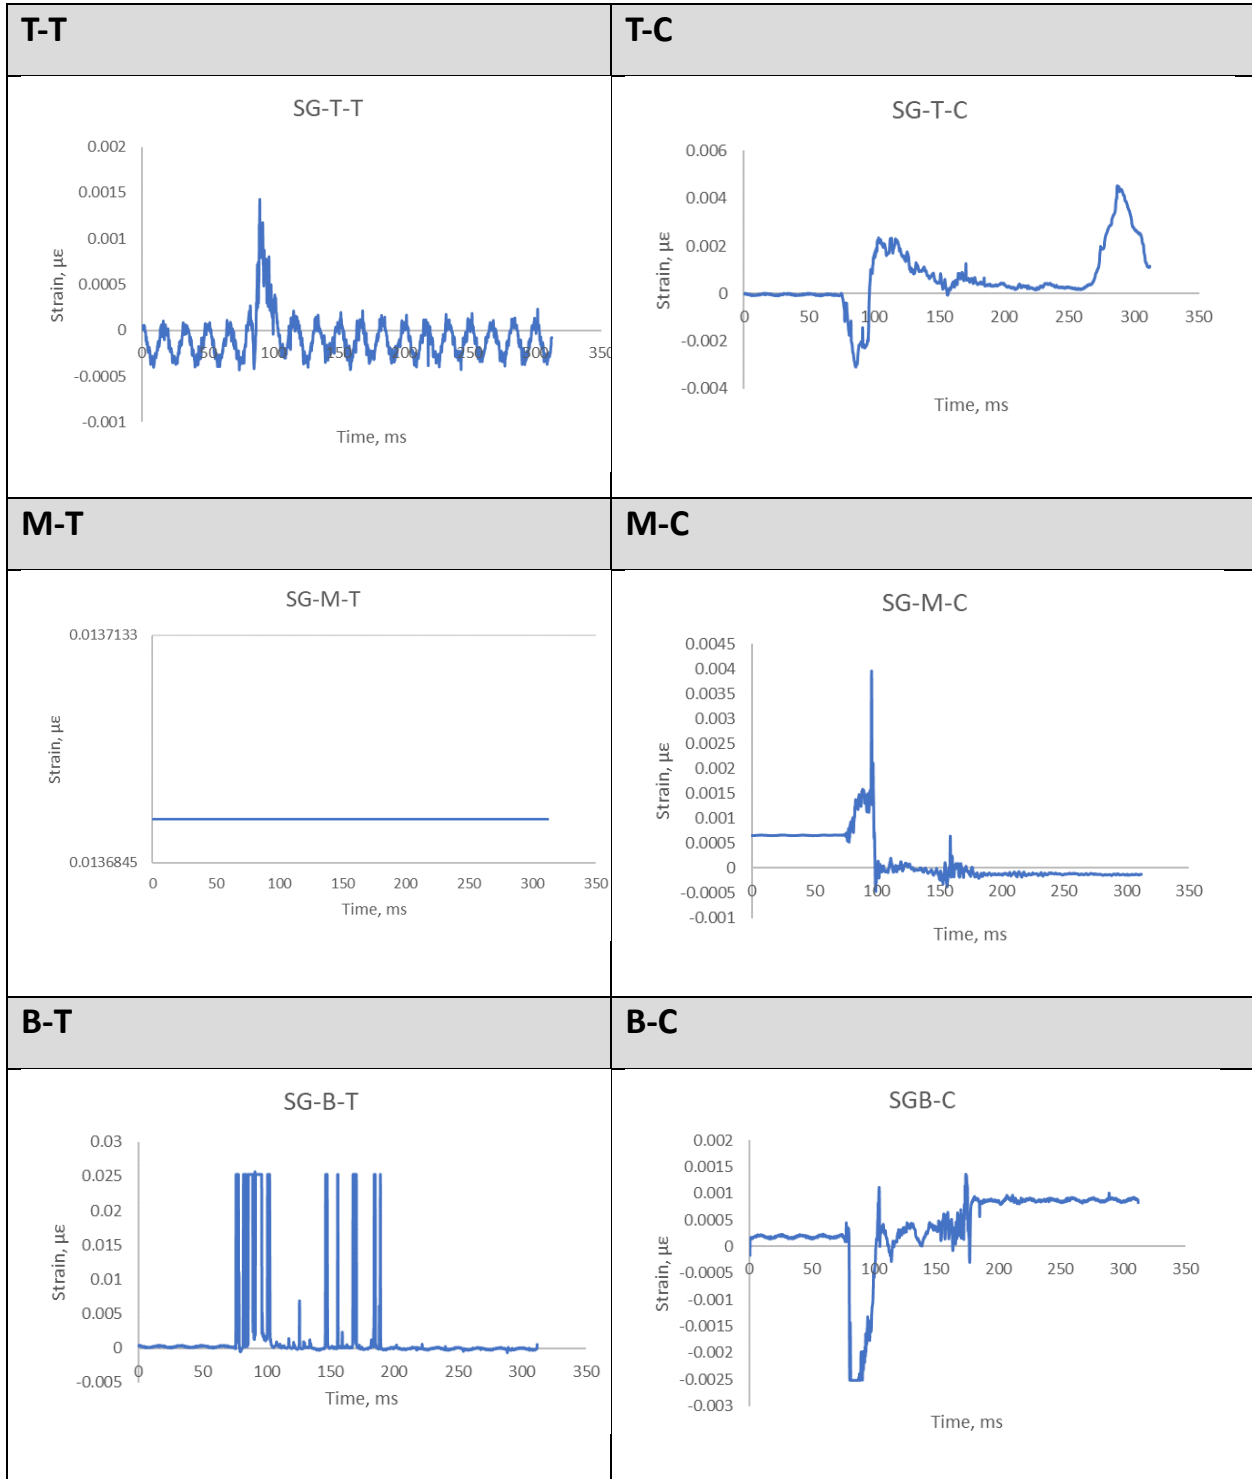 T-T
T-C
SG-T-T
0.002
0.0015
0.001
0.0005
0
-0.0005
-0.001
Strain, µε
0 50 100 150 200 250 300 350
Time, ms
SG-T-C
0.006
0.004
0.002
0
-0.002
-0.004
Strain, µε
0 50 100 150 200 250 300 350
Time, ms
M-T
M-C
SG-M-T
0.0137133
0.0136845
Strain, µε
0 50 100 150 200 250 300 350
Time, ms
SG-M-C
0.0045
0.004
0.0035
0.003
0.0025
0.002
0.0015
0.001
0.0005
0
-0.0005
-0.001
Strain, µε
0 50 100 150 200 250 300 350
Time, ms
B-T
B-C
SG-B-T
0.03
0.025
0.02
0.015
0.01
0.005
0
-0.005
Strain, µε
0 50 100 150 200 250 300 350
Time, ms
SGB-C
0.002
0.0015
0.001
0.0005
0
-0.0005
-0.001
-0.0015
-0.002
-0.0025
-0.003
Strain, µε
0 50 100 150 200 250 300 350
Time, ms